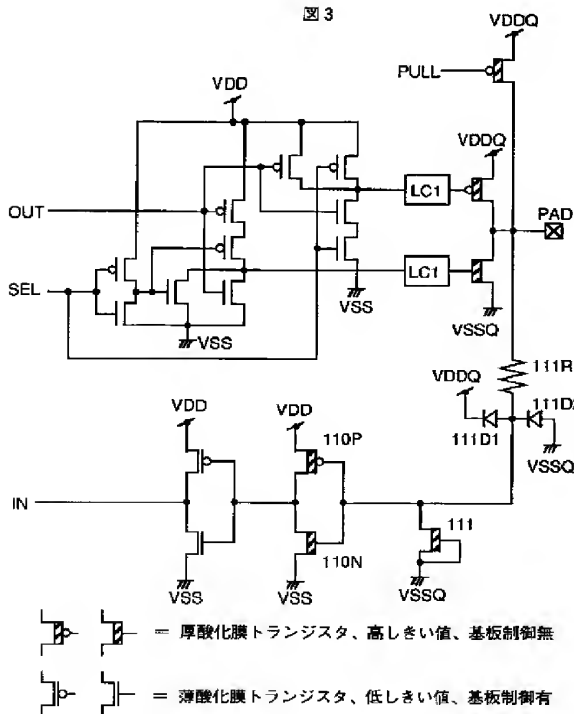 図3
VDDQ
PULL
VDD
VDDQ
LC1
OUT
PAD
LC1
SEL
VSS
VSS
VSSQ
111R
VDDQ
111D2
111D1
VSSQ
VDD
VDD
110P
IN
111
110N
VSS
VSS
VSSQ
= 厚酸化膜トランジスタ、高しきい値、基板制御無
= 薄酸化膜トランジスタ、低しきい値、基板制御有